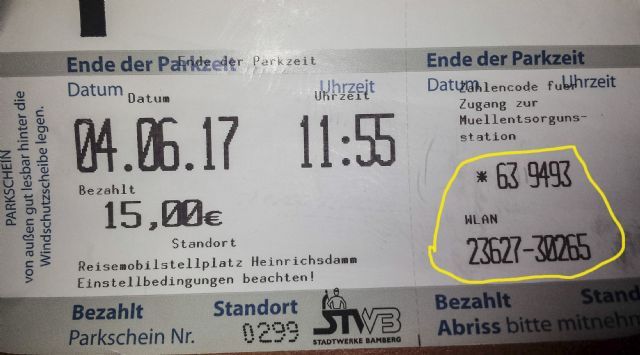 PARKSCHEIN
von außen gut lesbar hinter die
Windschutzscheibe legen.
Ende der Parkzeit
Ende der Parkzeit
Datum
Uhrzeit
Datum
Uhrzeit
04.06.17
11:55
Bezahlt
15,00€
Standort
Reisemobilstellplatz Heinrichsdamm
Einstellbedingungen beachten!
Bezahlt
Standort
Parkschein Nr.
0299
STWB
STADTWERKE BAMBERG
Ende der Parkzeit
Datum
Uhrzeit
Zahlencode fuer
Zugang zur
Muellentsorguns-
station
* 63 9493
WLAN
23627-30265
Bezahlt
Stand
Abriss bitte mitnehm